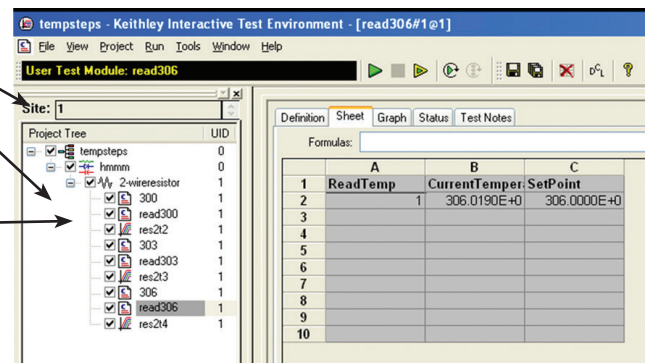 tempsteps - Keithley Interactive Test Environment - [read306#1@1]
File View Project Run Tools Window Help
User Test Module: read306
Site: 1
Project Tree UID
tempsteps 0
hmmm 0
2-wireresistor 1
300 1
read300 1
res2t2 1
303 1
read303 1
res2t3 1
306 1
read306 1
res2t4 1
Definition Sheet Graph Status Test Notes
Formulas:
A B C
1 ReadTemp CurrentTemper SetPoint
2 1 306.0190E+0 306.0000E+0
3
4
5
6
7
8
9
10